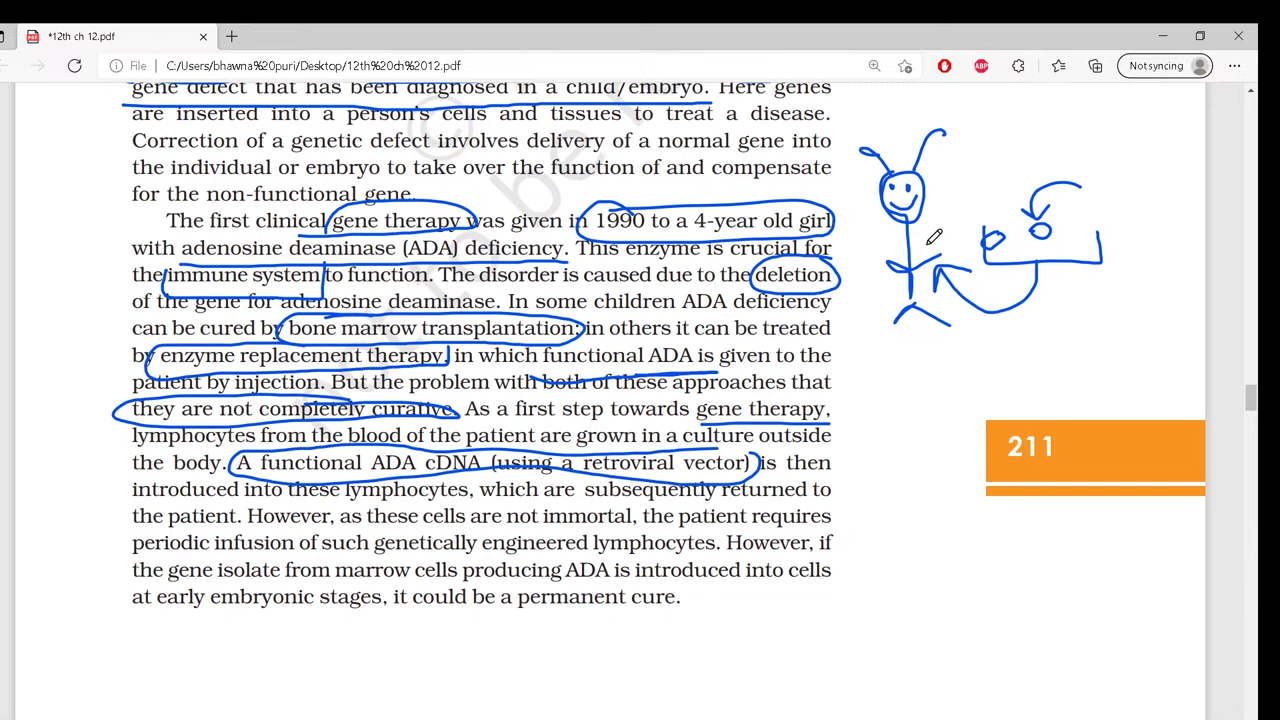 *12th ch 12.pdf
File C:/Users/bhawna%20puri/Desktop/12th%20ch%2012.pdf
ABP
Not syncing
gene defect that has been diagnosed in a child/embryo. Here genes
are inserted into a person's cells and tissues to treat a disease.
Correction of a genetic defect involves delivery of a normal gene into
the individual or embryo to take over the function of and compensate
for the non-functional gene.
The first clinical gene therapy was given in 1990 to a 4-year old girl
with adenosine deaminase (ADA) deficiency. This enzyme is crucial for
the immune system to function. The disorder is caused due to the deletion
of the gene for adenosine deaminase. In some children ADA deficiency
can be cured by bone marrow transplantation; in others it can be treated
by enzyme replacement therapy, in which functional ADA is given to the
patient by injection. But the problem with both of these approaches that
they are not completely curative. As a first step towards gene therapy,
lymphocytes from the blood of the patient are grown in a culture outside
the body. A functional ADA cDNA (using a retroviral vector) is then
introduced into these lymphocytes, which are subsequently returned to
the patient. However, as these cells are not immortal, the patient requires
periodic infusion of such genetically engineered lymphocytes. However, if
the gene isolate from marrow cells producing ADA is introduced into cells
at early embryonic stages, it could be a permanent cure.
211